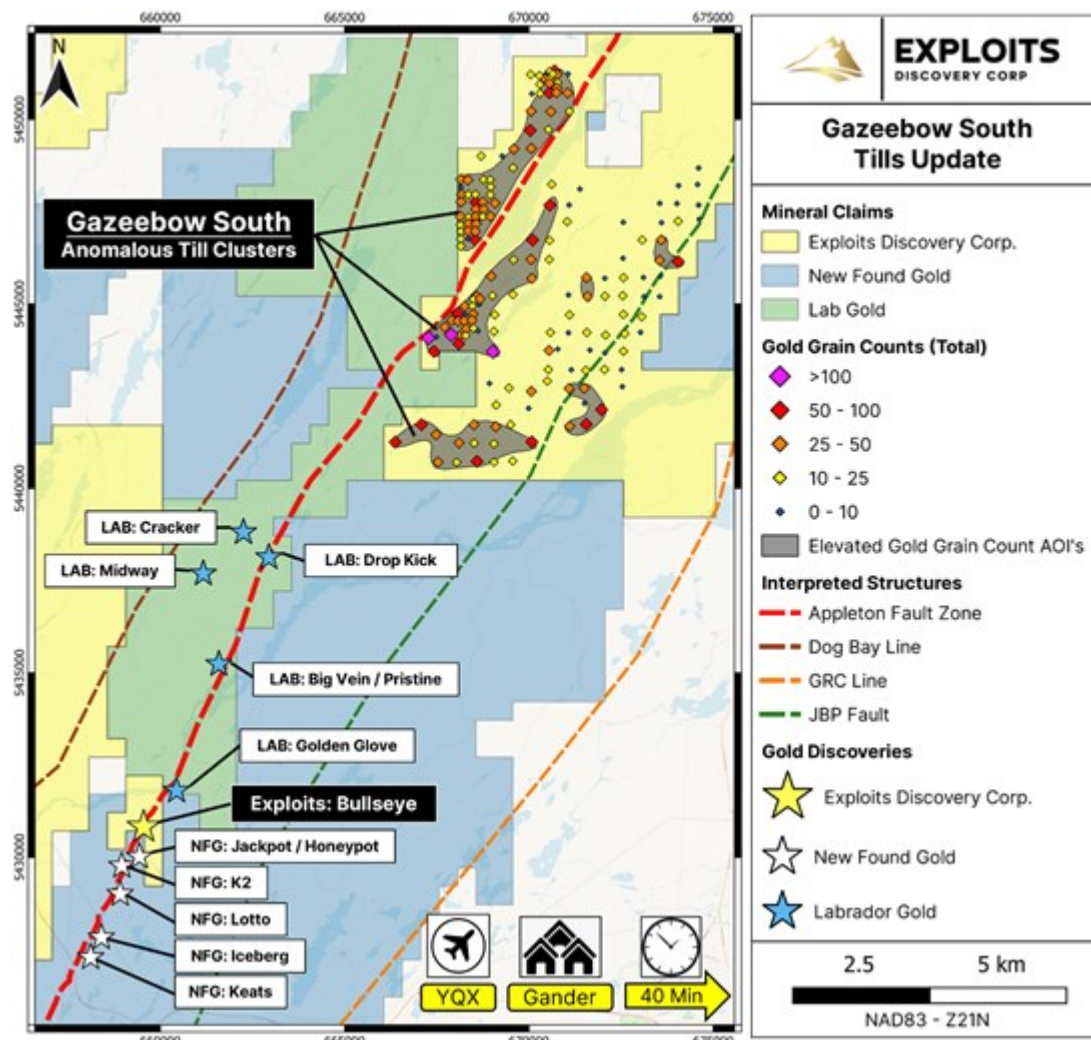 660000
665000
670000
675000
N
5450000
5445000
5440000
5435000
5430000
Gazeebow South
Anomalous Till Clusters
LAB: Cracker
LAB: Midway
LAB: Drop Kick
LAB: Big Vein / Pristine
LAB: Golden Glove
Exploits: Bullseye
NFG: Jackpot / Honeypot
NFG: K2
NFG: Lotto
NFG: Iceberg
NFG: Keats
YQX
Gander
40 Min
660000
665000
670000
675000
EXPLOITS
DISCOVERY CORP
Gazeebow South
Tills Update
Mineral Claims
Exploits Discovery Corp.
New Found Gold
Lab Gold
Gold Grain Counts (Total)
>100
50 - 100
25 - 50
10 - 25
0 - 10
Elevated Gold Grain Count AOI's
Interpreted Structures
Appleton Fault Zone
Dog Bay Line
GRC Line
JBP Fault
Gold Discoveries
Exploits Discovery Corp.
New Found Gold
Labrador Gold
2.5 5 km
NAD83 - Z21N